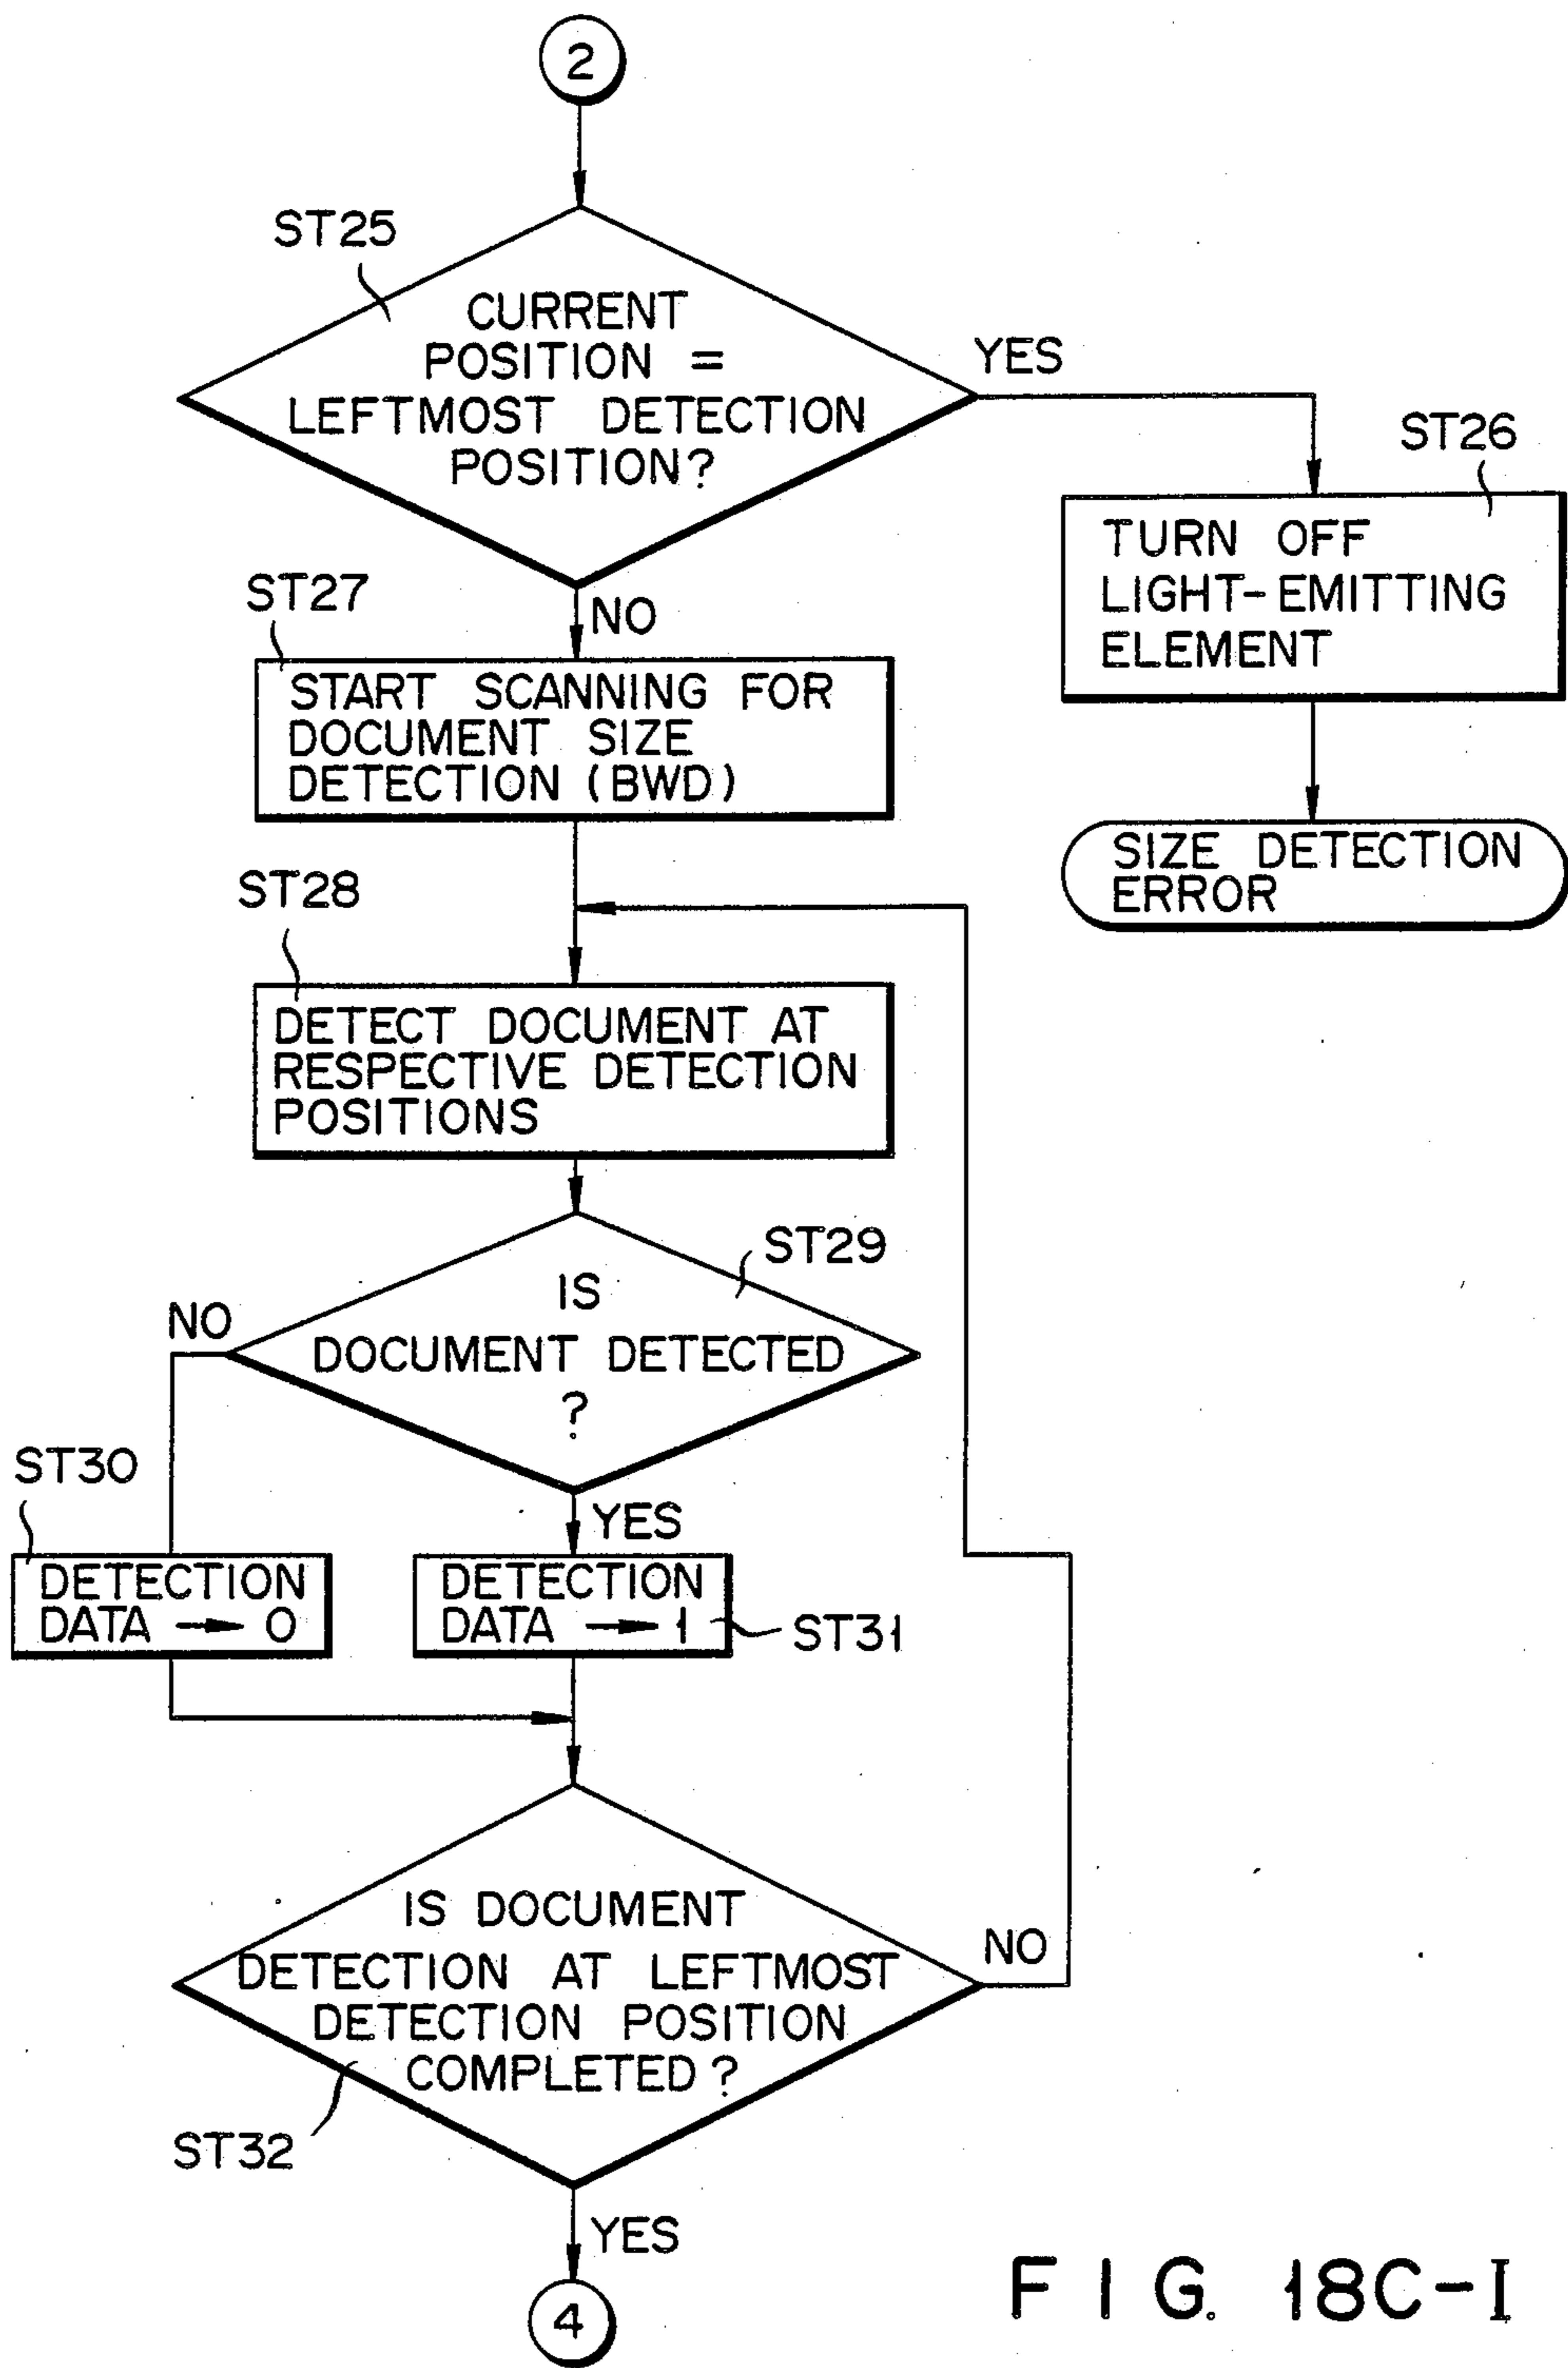 2
ST25
CURRENT
POSITION =
LEFTMOST DETECTION
POSITION?
YES
ST26
TURN OFF
LIGHT-EMITTING
ELEMENT
ST27
NO
START SCANNING FOR
DOCUMENT SIZE
DETECTION (BWD)
SIZE DETECTION
ERROR
ST28
DETECT DOCUMENT AT
RESPECTIVE DETECTION
POSITIONS
ST29
IS
DOCUMENT DETECTED
?
NO
ST30
YES
DETECTION
DATA → 0
DETECTION
DATA → 1
ST31
IS DOCUMENT
DETECTION AT LEFTMOST
DETECTION POSITION
COMPLETED?
NO
ST32
YES
4
FIG. 18C-I